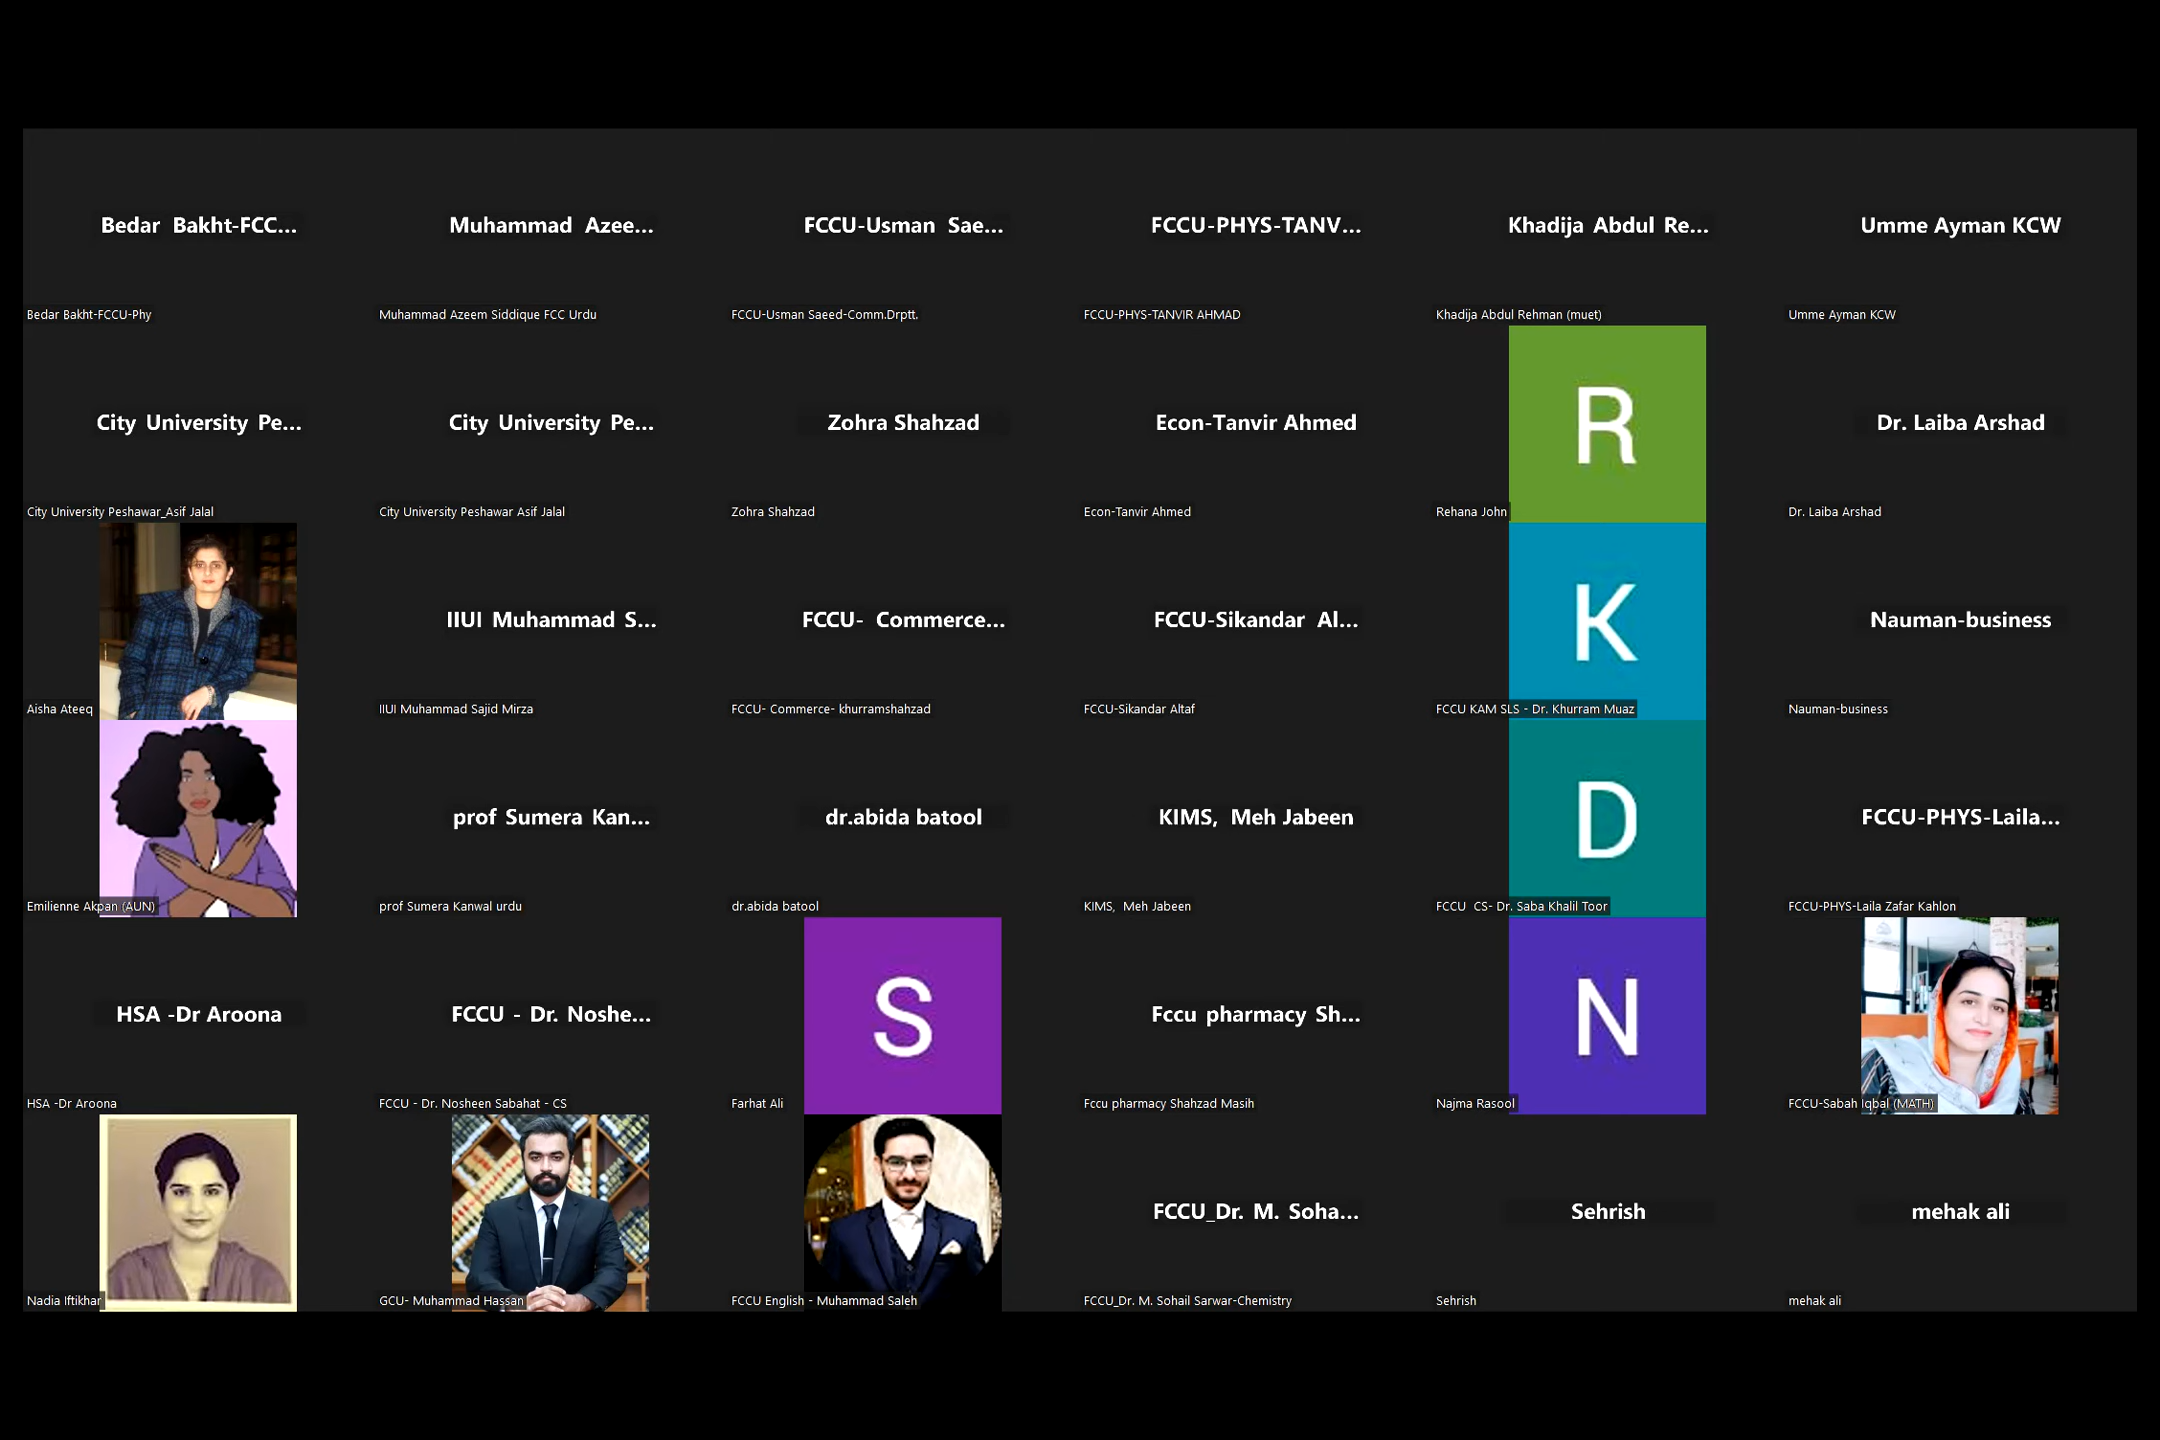 Bedar Bakht-FCC...
Muhammad Azee...
FCCU-Usman Sae...
FCCU-PHYS-TANV...
Khadija Abdul Re...
Umme Ayman KCW
Bedar Bakht-FCCU-Phy
Muhammad Azeem Siddique FCC Urdu
FCCU-Usman Saeed-Comm.Drptt.
FCCU-PHYS-TANVIR AHMAD
Khadija Abdul Rehman (muet)
Umme Ayman KCW
City University Pe...
City University Pe...
Zohra Shahzad
Econ-Tanvir Ahmed
R
Dr. Laiba Arshad
City University Peshawar_Asif Jalal
City University Peshawar Asif Jalal
Zohra Shahzad
Econ-Tanvir Ahmed
Rehana John
Dr. Laiba Arshad
IIUI Muhammad S...
FCCU- Commerce...
FCCU-Sikandar Al...
K
Nauman-business
Aisha Ateeq
IIUI Muhammad Sajid Mirza
FCCU- Commerce- khurramshahzad
FCCU-Sikandar Altaf
FCCU KAM SLS - Dr. Khurram Muaz
Nauman-business
prof Sumera Kan...
dr.abida batool
KIMS, Meh Jabeen
D
FCCU-PHYS-Laila...
Emilienne Akpan (AUN)
prof Sumera Kanwal urdu
dr.abida batool
KIMS, Meh Jabeen
FCCU CS- Dr. Saba Khalil Toor
FCCU-PHYS-Laila Zafar Kahlon
HSA -Dr Aroona
FCCU - Dr. Noshe...
S
Fccu pharmacy Sh...
N
HSA -Dr Aroona
FCCU - Dr. Nosheen Sabahat - CS
Farhat Ali
Fccu pharmacy Shahzad Masih
Najma Rasool
FCCU-Sabah Iqbal (MATH)
FCCU_Dr. M. Soha...
Sehrish
mehak ali
Nadia Iftikhar
GCU- Muhammad Hassan
FCCU English - Muhammad Saleh
FCCU_Dr. M. Sohail Sarwar-Chemistry
Sehrish
mehak ali